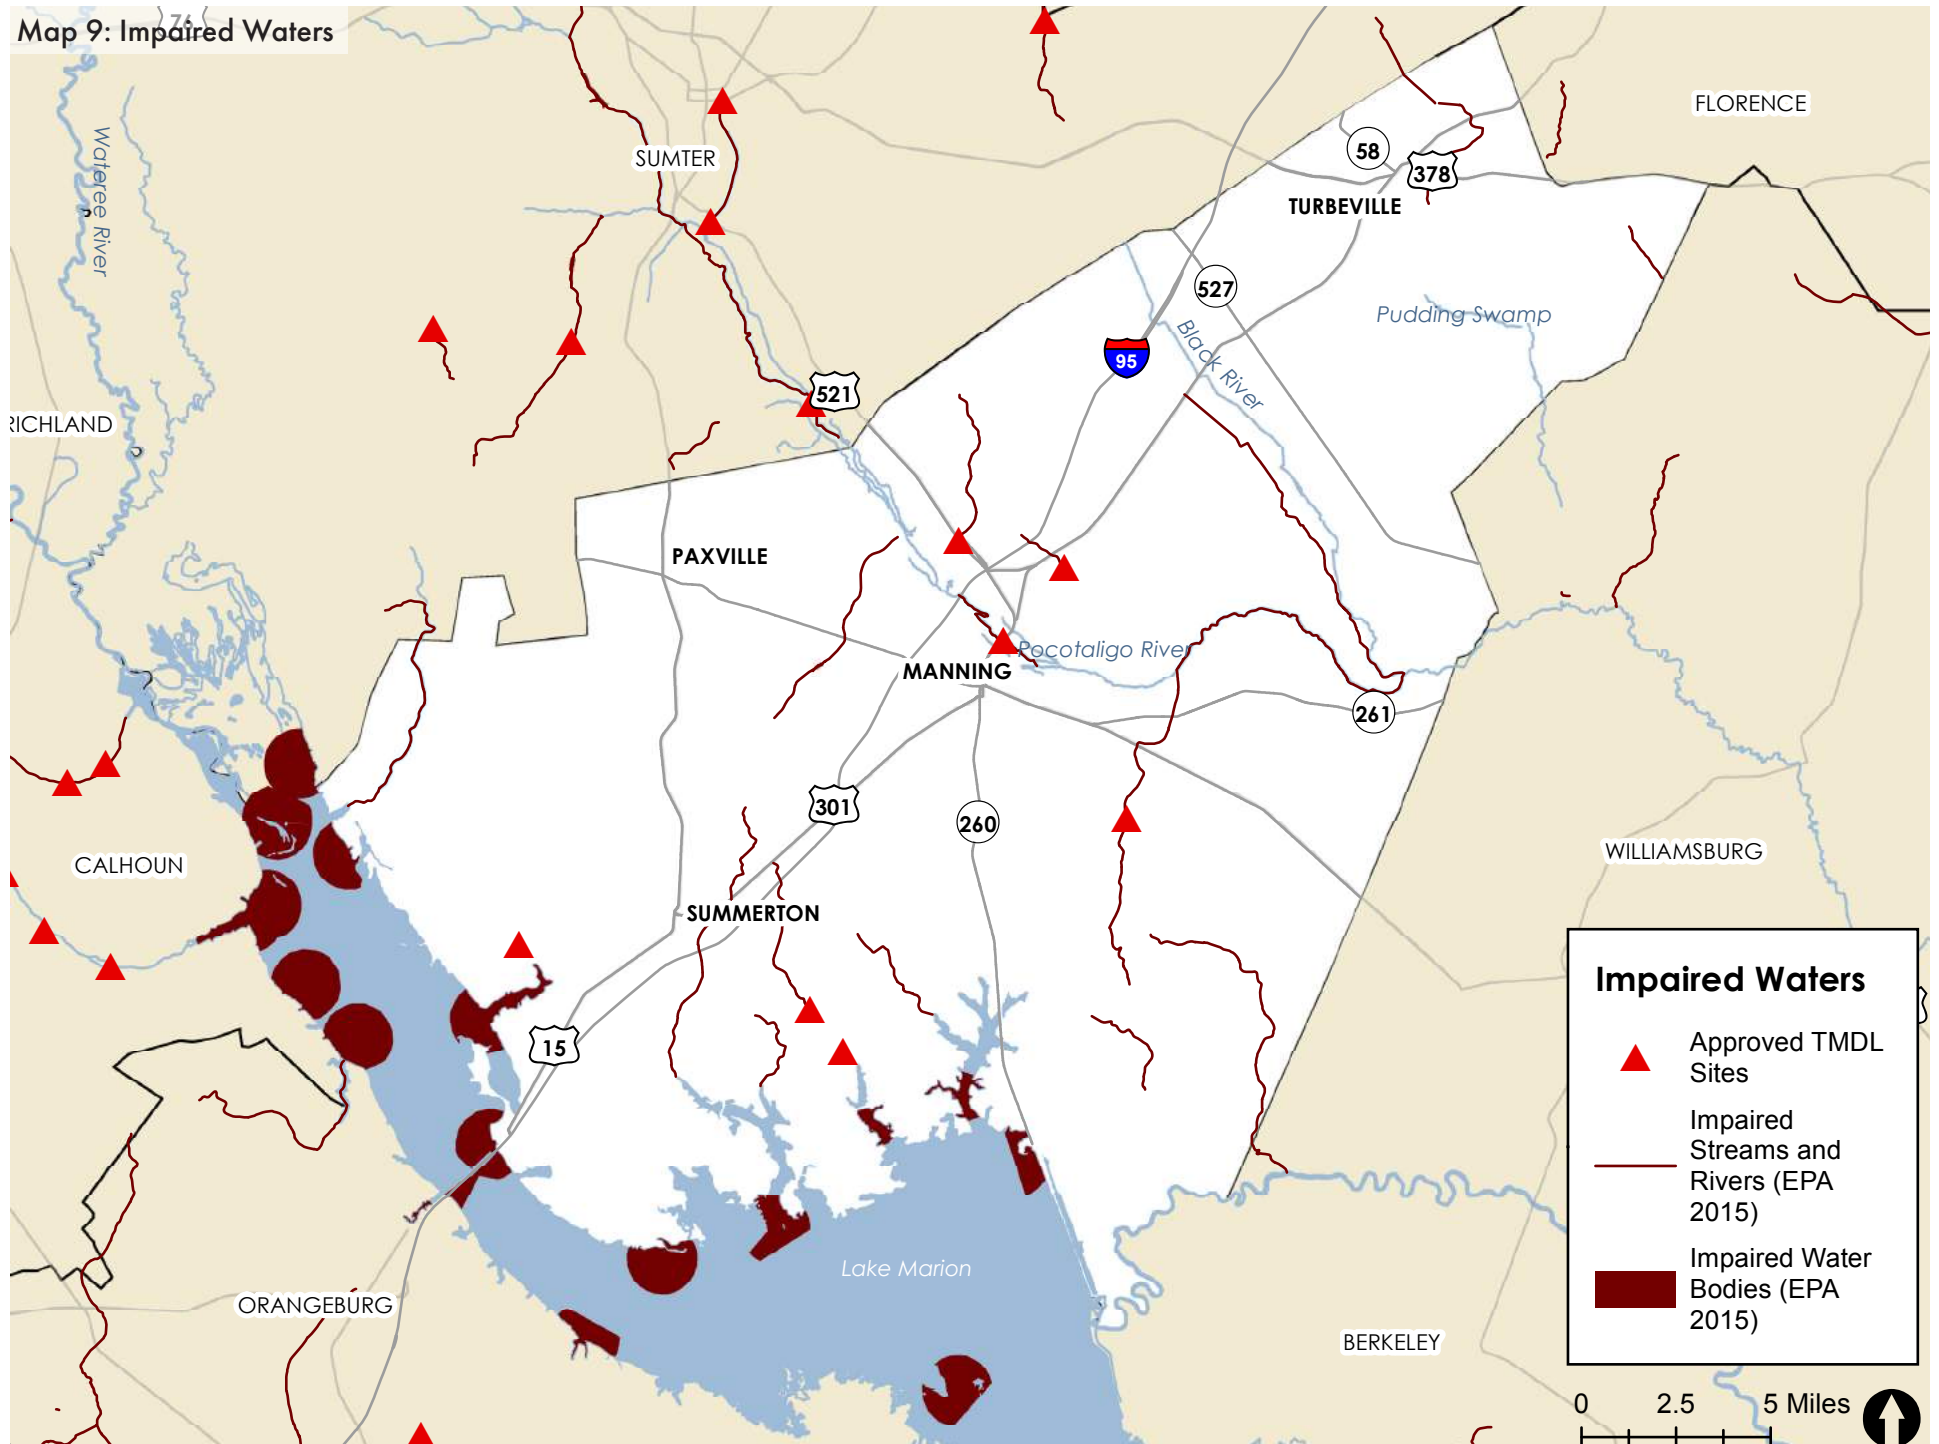 Map 9: Impaired Waters
76
Wateree River
SUMTER
FLORENCE
58
378
TURBEVILLE
527
Pudding Swamp
Black River
95
521
RICHLAND
PAXVILLE
Pocotaligo River
MANNING
261
301
260
CALHOUN
WILLIAMSBURG
SUMMERTON
15
Lake Marion
ORANGEBURG
BERKELEY
Impaired Waters
Approved TMDL
Sites
Impaired
Streams and
Rivers (EPA
2015)
Impaired Water
Bodies (EPA
2015)
0 2.5 5 Miles